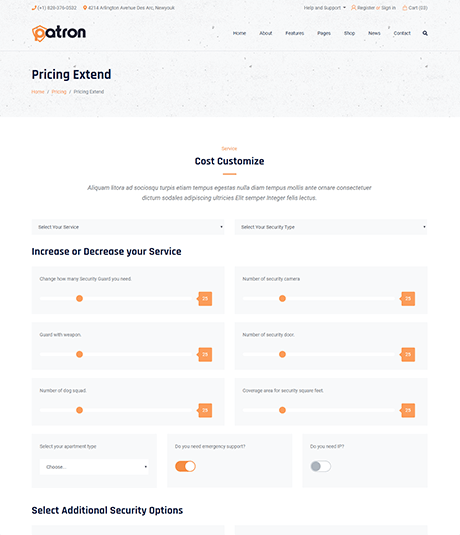 (+1) 629-376-0532 4214 Arlington Avenue Des Arc, Newyouk Help and Support Register or Sign In Cart (03)
patron Home About Features Pages Shop News Contact
Pricing Extend
Home / Pricing / Pricing Extend
Service
Cost Customize
Aliquam litora ad sociosqu turpis etiam tempus egestas nulla diam tempus mollis ante ornare consectetuer
dictum sodales adipiscing ultricies Elit semper Integer felis lectus.
Select Your Service Select Your Security Type
Increase or Decrease your Service
Change how many Security Guard you need. Number of security camera.
25 25
Guard with weapon. Number of security door.
25 25
Number of dog squad. Coverage area for security square feet.
25 25
Select your apartment type Do you need emergency support? Do you need IP?
Choose...
Select Additional Security Options